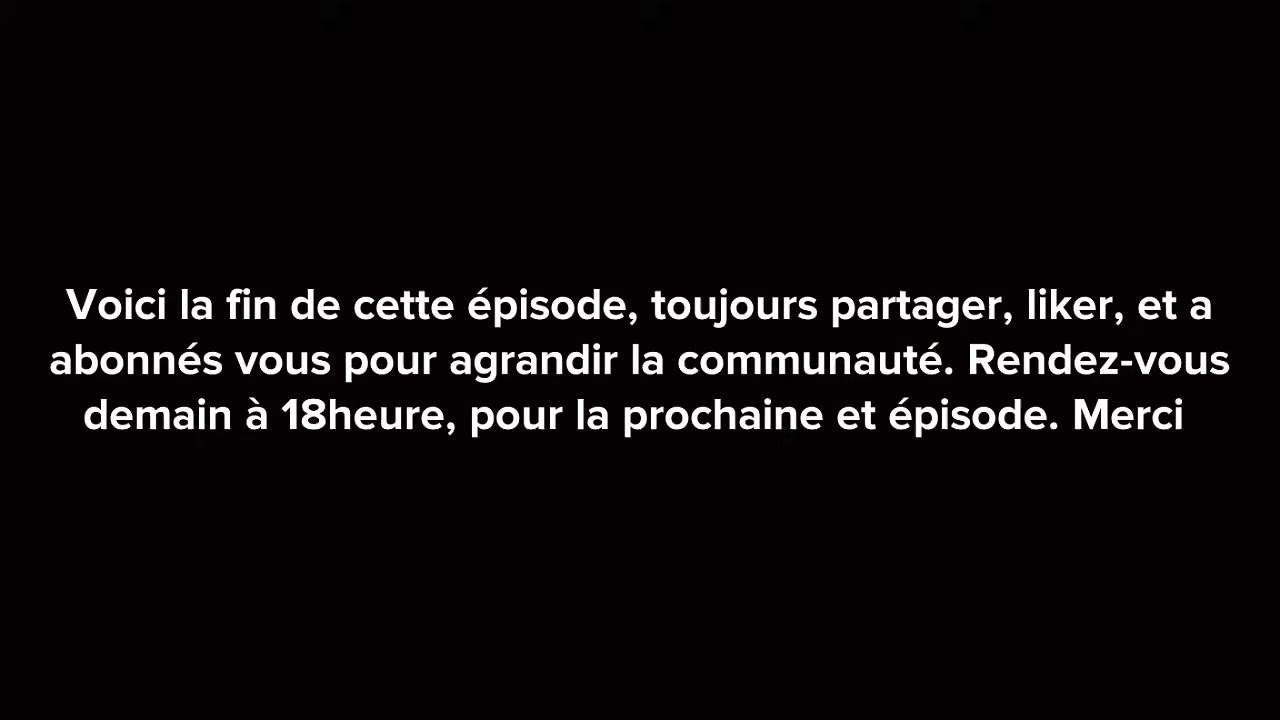 Voici la fin de cette épisode, toujours partager, liker, et a
abonnés vous pour agrandir la communauté. Rendez-vous
demain à 18heure, pour la prochaine et épisode. Merci